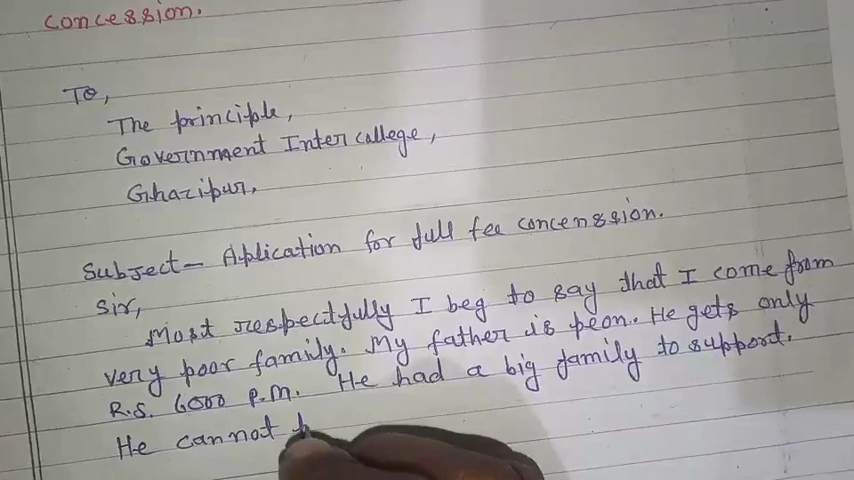 concession.
To,
The principle,
Government Inter college,
Ghazipur,
Subject- Application for full fee concenssion.
Sir,
Most respectfully I beg to say that I come from
very poor family. My father is peon. He gets only
R.S. 6000 P.M. He had a big family to support.
He cannot